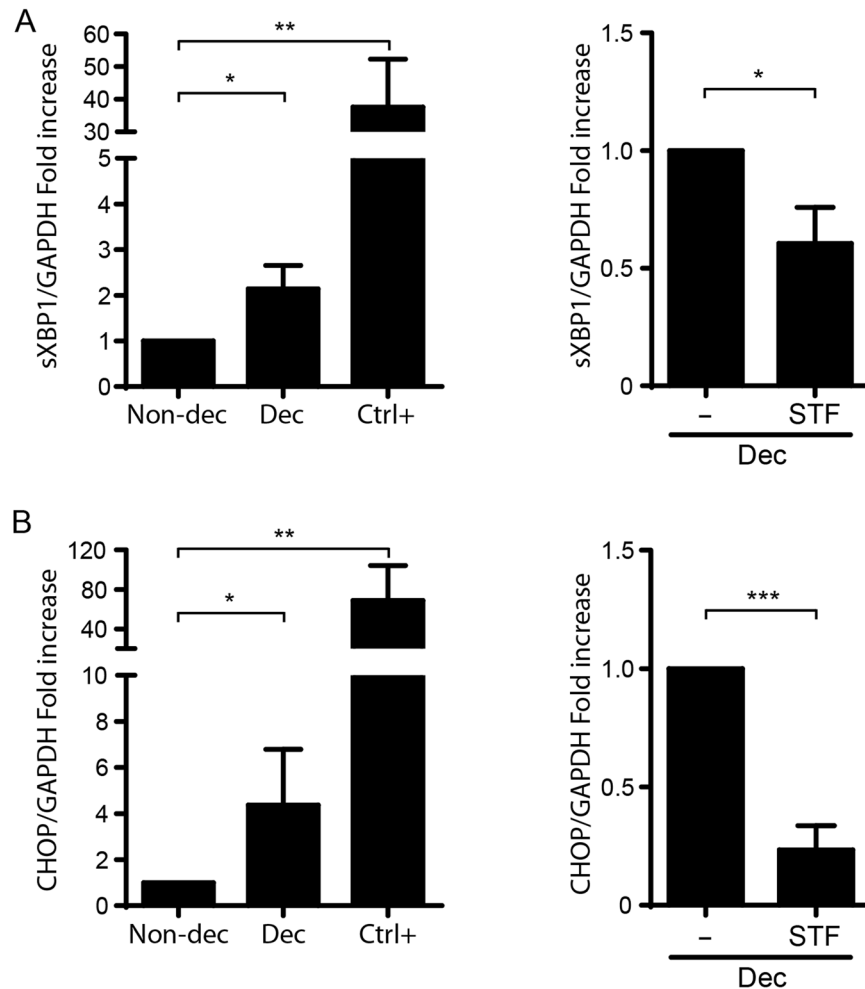 A
sXBP1/GAPDH Fold increase
60
50
40
30
5
4
3
2
1
0
**
*
Non-dec Dec Ctrl+
sXBP1/GAPDH Fold increase
1.5
1.0
0.5
0
*
– STF
Dec
B
CHOP/GAPDH Fold increase
120
80
40
10
8
6
4
2
0
**
*
Non-dec Dec Ctrl+
CHOP/GAPDH Fold increase
1.5
1.0
0.5
0
***
– STF
Dec